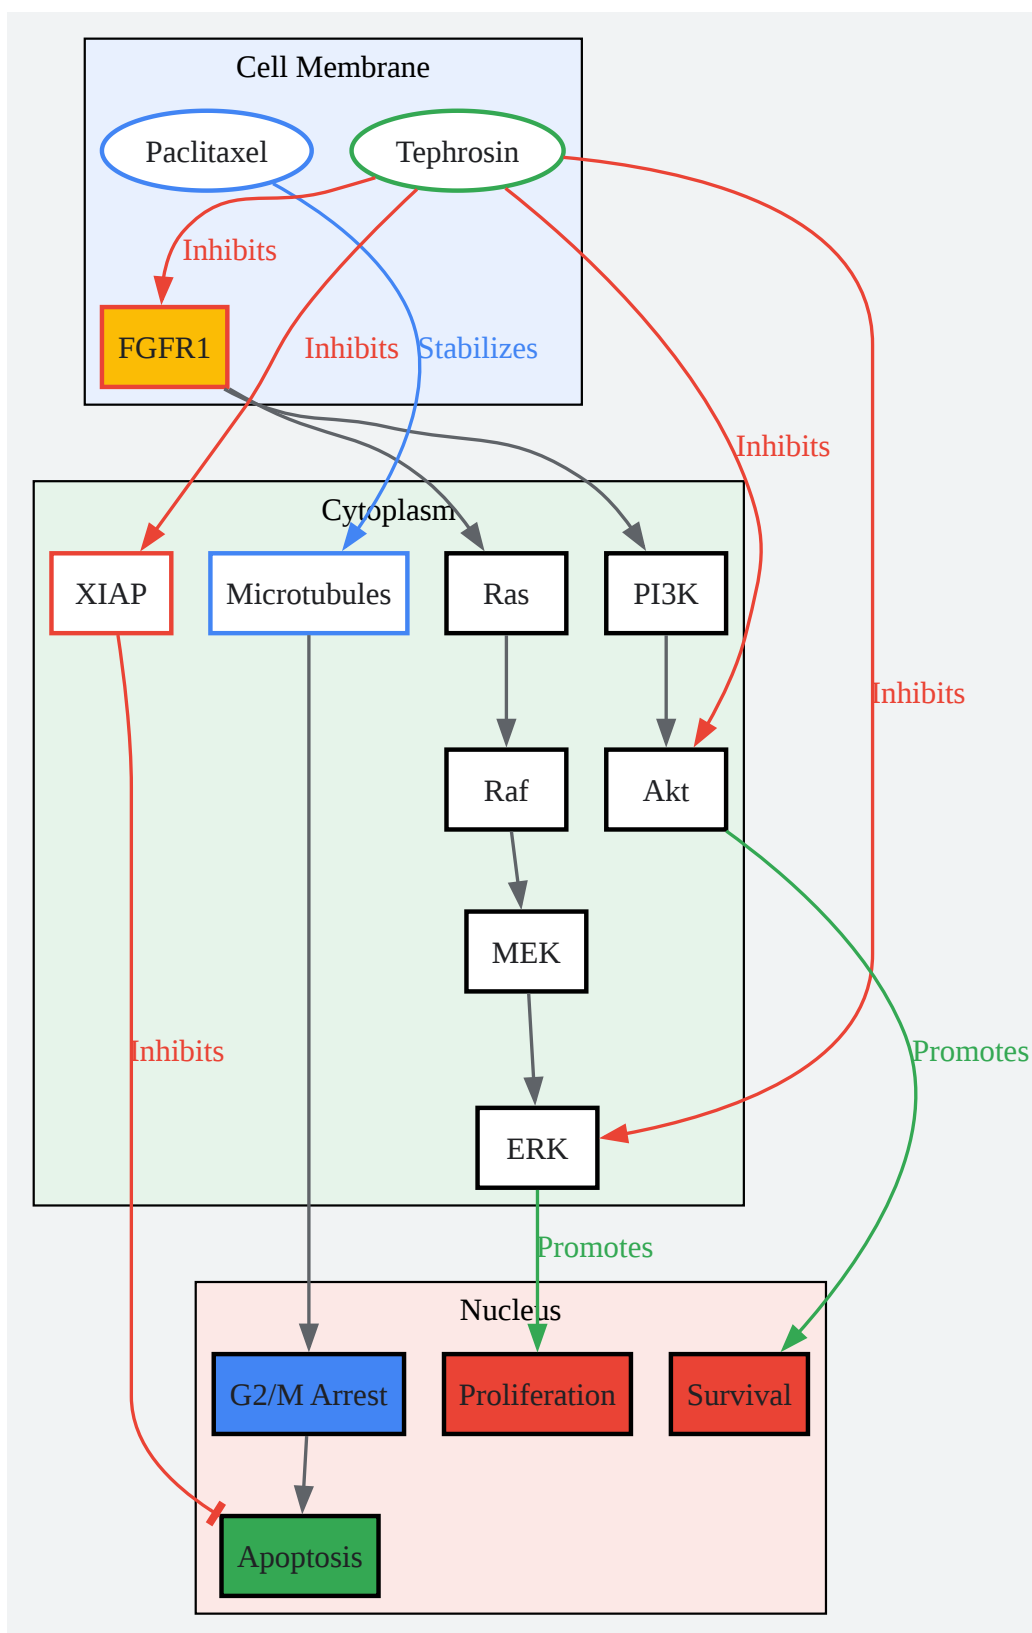 Cell Membrane
Paclitaxel
Tephrosin
Inhibits
FGFR1
Inhibits
Stabilizes
Inhibits
Cytoplasm
XIAP
Microtubules
Ras
PI3K
Inhibits
Raf
Akt
MEK
Inhibits
Promotes
ERK
Promotes
Nucleus
G2/M Arrest
Proliferation
Survival
Apoptosis